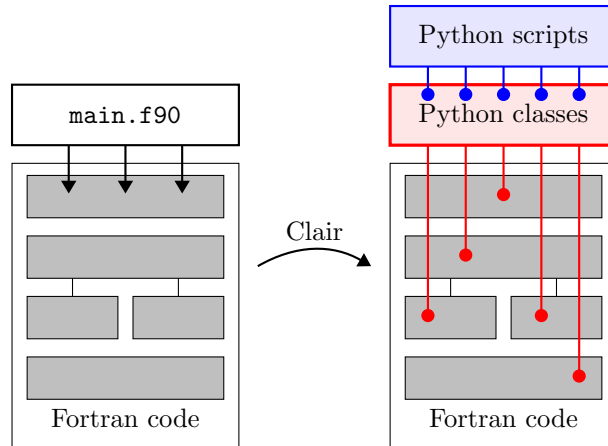 Python scripts
main.f90
Python classes
Clair
Fortran code
Fortran code